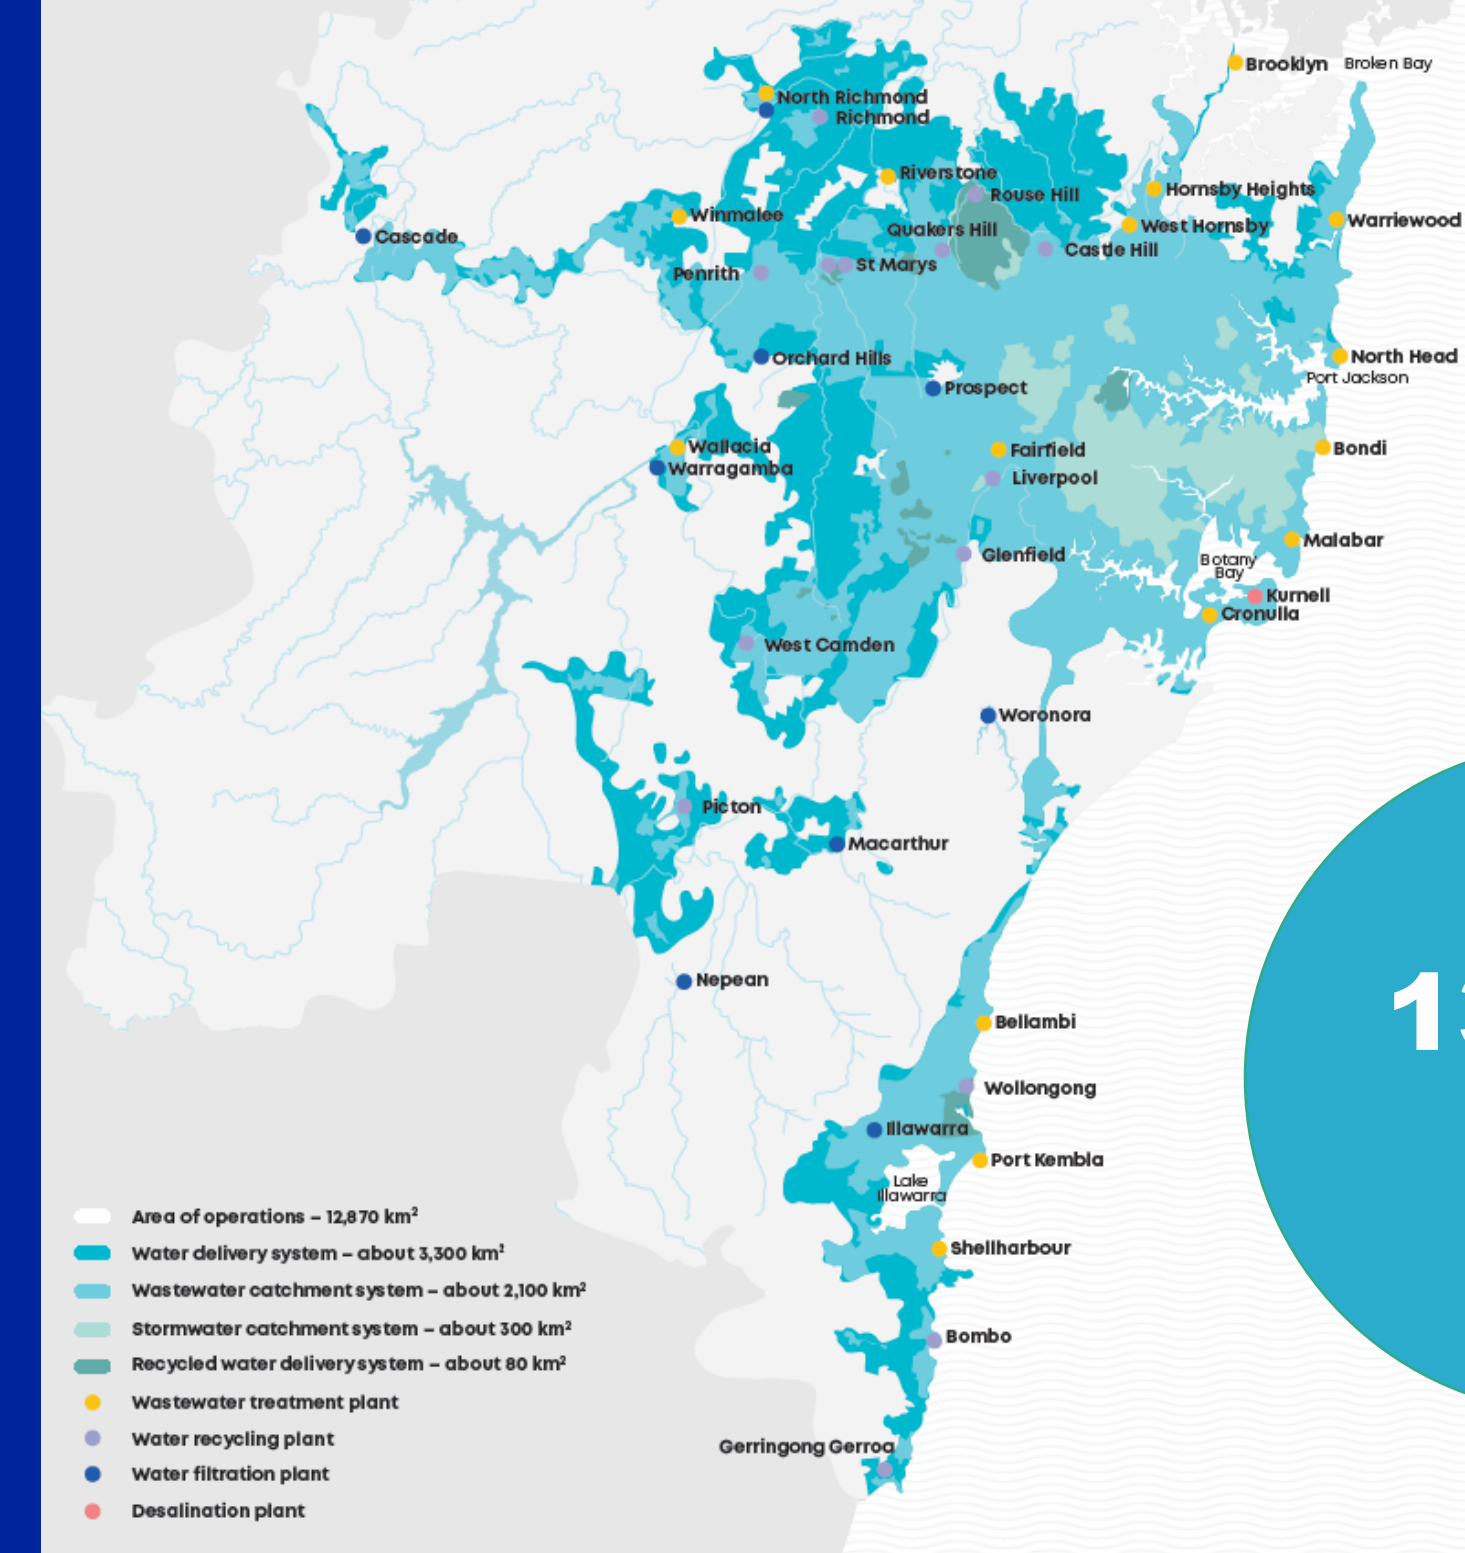 Brooklyn
Broken Bay
North Richmond
Richmond
Riverstone
Rouse Hill
Hornsby Heights
Winmalee
Quakers Hill
West Hornsby
Warriewood
Cascade
Castle Hill
Penrith
St Marys
Orchard Hills
North Head
Port Jackson
Prospect
Wallacia
Fairfield
Bondi
Warragamba
Liverpool
Glenfield
Malabar
Botany
Bay
Kurnell
Cronulla
West Camden
Woronora
Picton
Macarthur
Nepean
Bellambi
13
Wollongong
Illawarra
Port Kembla
Lake
Illawarra
Shellharbour
Bombo
Gerringong Gerroa
Area of operations – 12,870 km²
Water delivery system – about 3,300 km²
Wastewater catchment system – about 2,100 km²
Stormwater catchment system – about 300 km²
Recycled water delivery system – about 80 km²
Wastewater treatment plant
Water recycling plant
Water filtration plant
Desalination plant